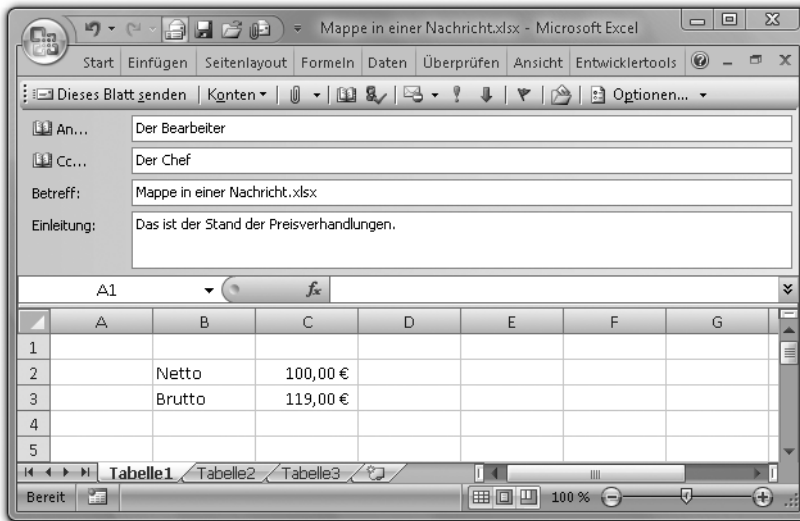 Mappe in einer Nachricht.xlsx - Microsoft Excel
Start Einfügen Seitenlayout Formeln Daten Überprüfen Ansicht Entwicklertools
Dieses Blatt senden Konten Optionen...
An... Der Bearbeiter
Cc... Der Chef
Betreff: Mappe in einer Nachricht.xlsx
Einleitung: Das ist der Stand der Preisverhandlungen.
A1 fx
A B C D E F G
1
2 Netto 100,00 €
3 Brutto 119,00 €
4
5
Tabelle1 Tabelle2 Tabelle3
Bereit 100 %